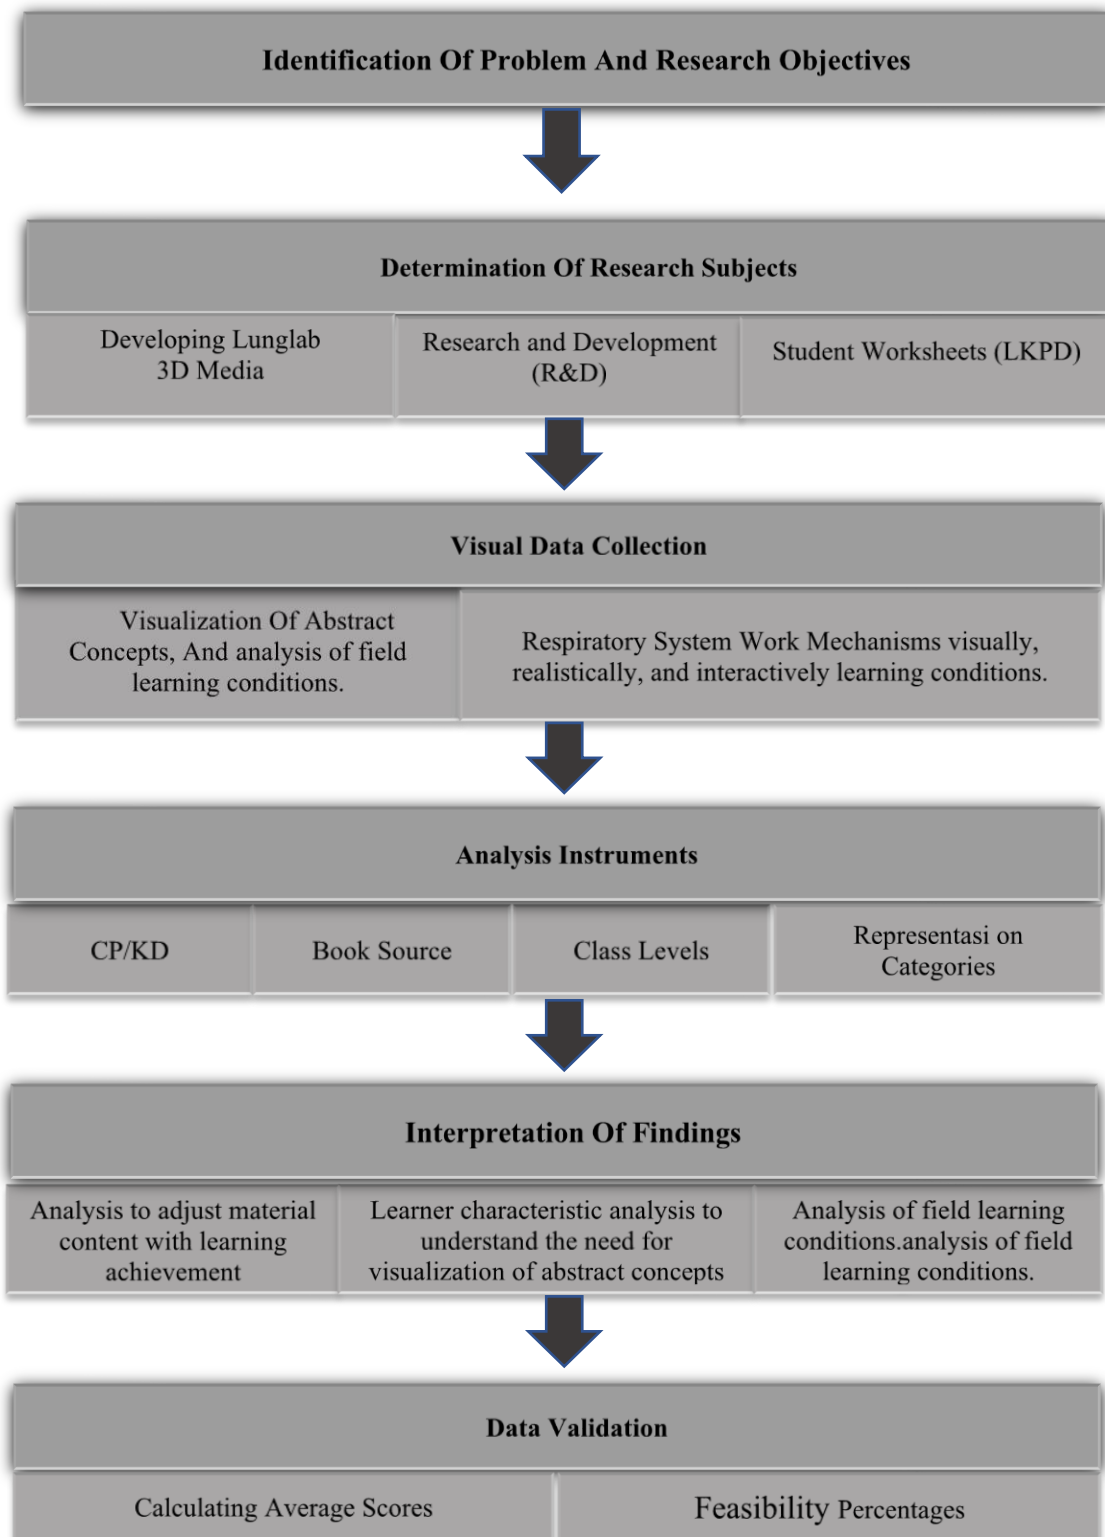 Identification Of Problem And Research Objectives
Determination Of Research Subjects
Developing Lunglab
3D Media
Research and Development
(R&D)
Student Worksheets (LKPD)
Visual Data Collection
Visualization Of Abstract
Concepts, And analysis of field
learning conditions.
Respiratory System Work Mechanisms visually,
realistically, and interactively learning conditions.
Analysis Instruments
CP/KD
Book Source
Class Levels
Representasi on
Categories
Interpretation Of Findings
Analysis to adjust material
content with learning
achievement
Learner characteristic analysis to
understand the need for
visualization of abstract concepts
Analysis of field learning
conditions.analysis of field
learning conditions.
Data Validation
Calculating Average Scores
Feasibility Percentages